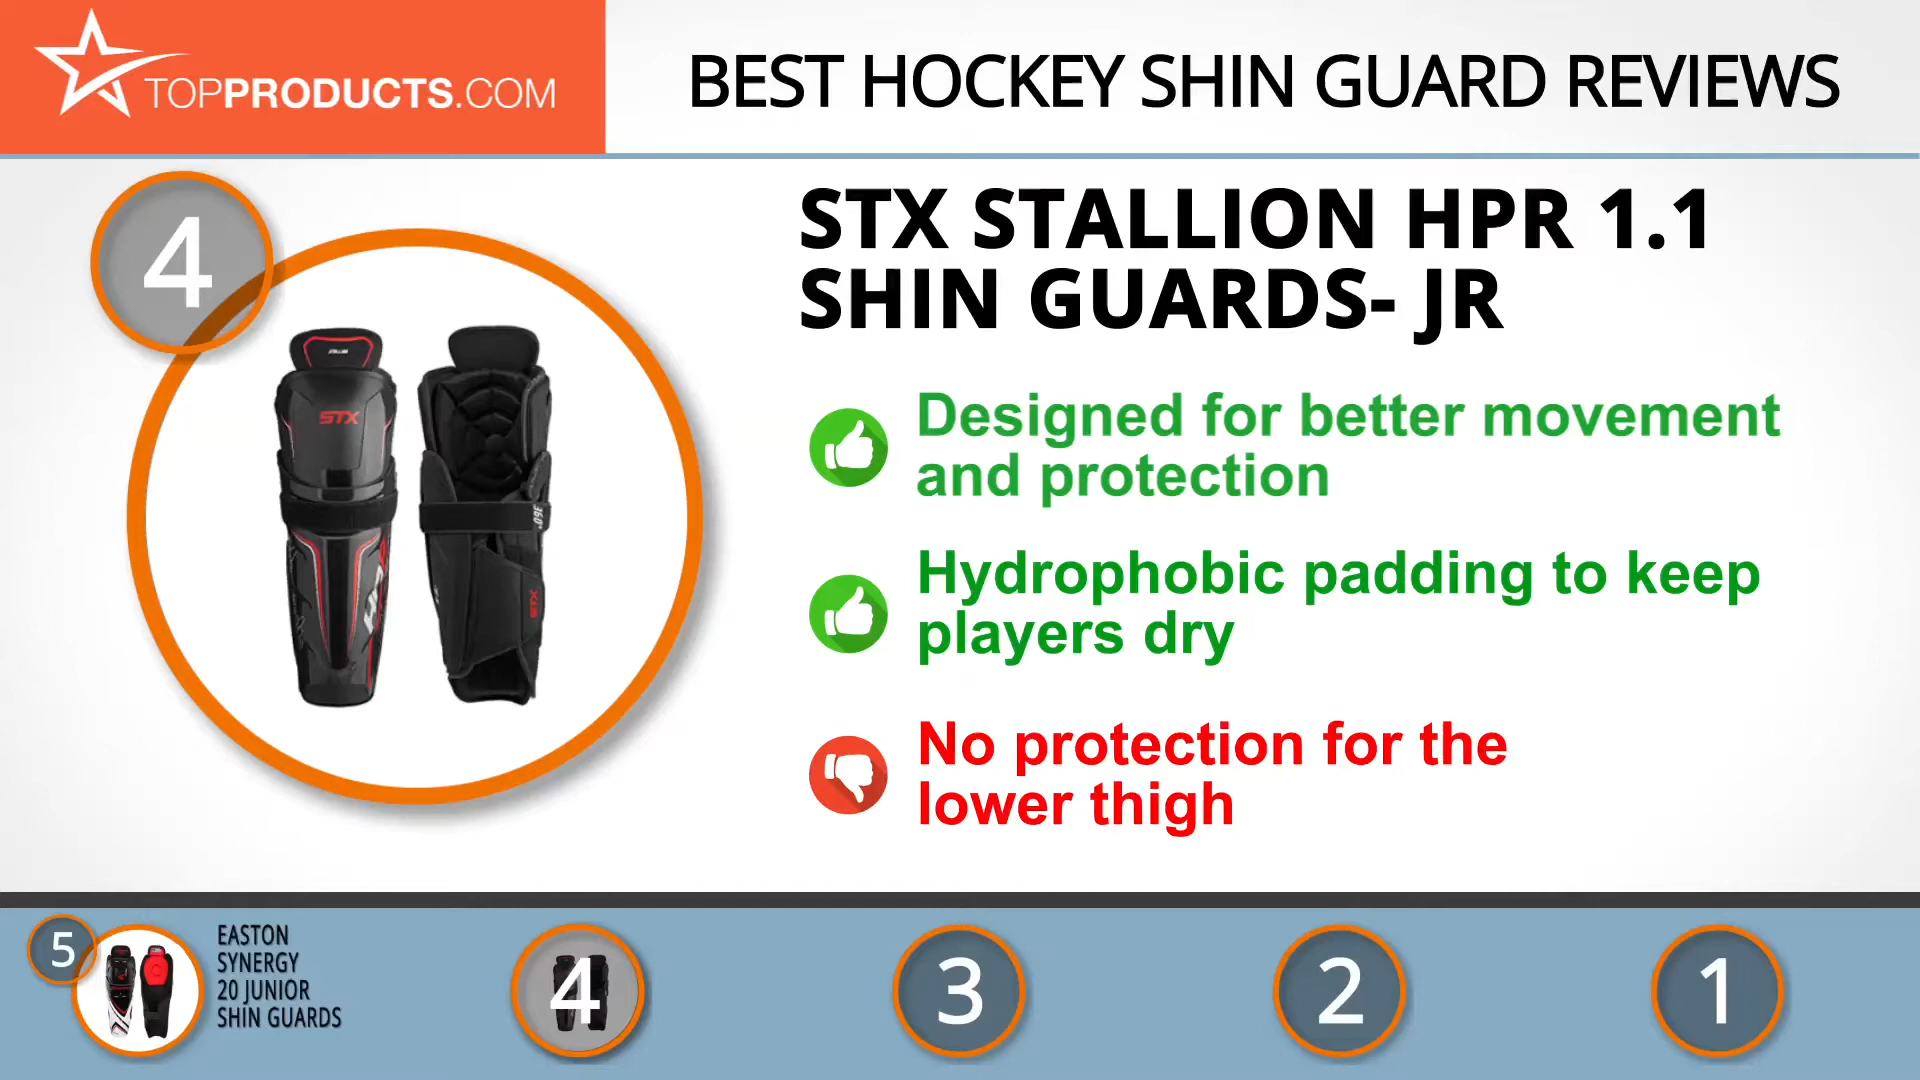 TOPPRODUCTS.COM
BEST HOCKEY SHIN GUARD REVIEWS
4
STX STALLION HPR 1.1
SHIN GUARDS- JR
STX
STX
Designed for better movement
and protection
Hydrophobic padding to keep
players dry
No protection for the
lower thigh
5
EASTON
SYNERGY
20 JUNIOR
SHIN GUARDS
4
3
2
1